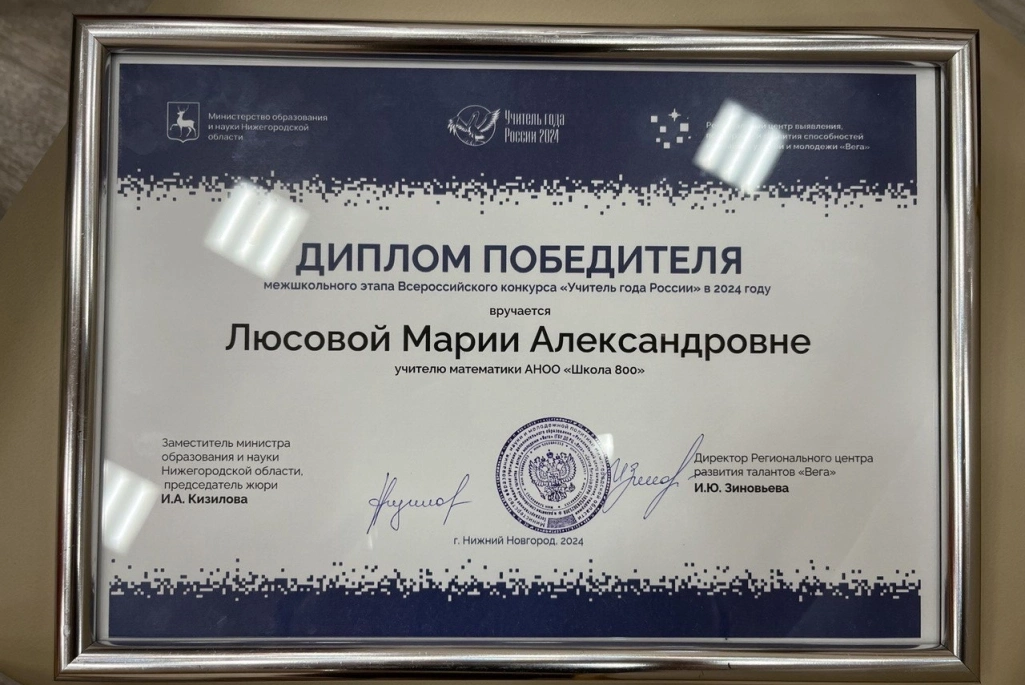 Министерство образования
и науки Нижегородской
области
Учитель года
России 2024
центр выявления,
способностей
и молодежи «Вега»
ДИПЛОМ ПОБЕДИТЕЛЯ
межшкольного этапа Всероссийского конкурса «Учитель года России» в 2024 году
вручается
Люсовой Марии Александровне
учителю математики АНОО «Школа 800»
Заместитель министра
образования и науки
Нижегородской области,
председатель жюри
И.А. Кизилова
Директор Регионального центра
развития талантов «Вега»
И.Ю. Зиновьева
г. Нижний Новгород, 2024